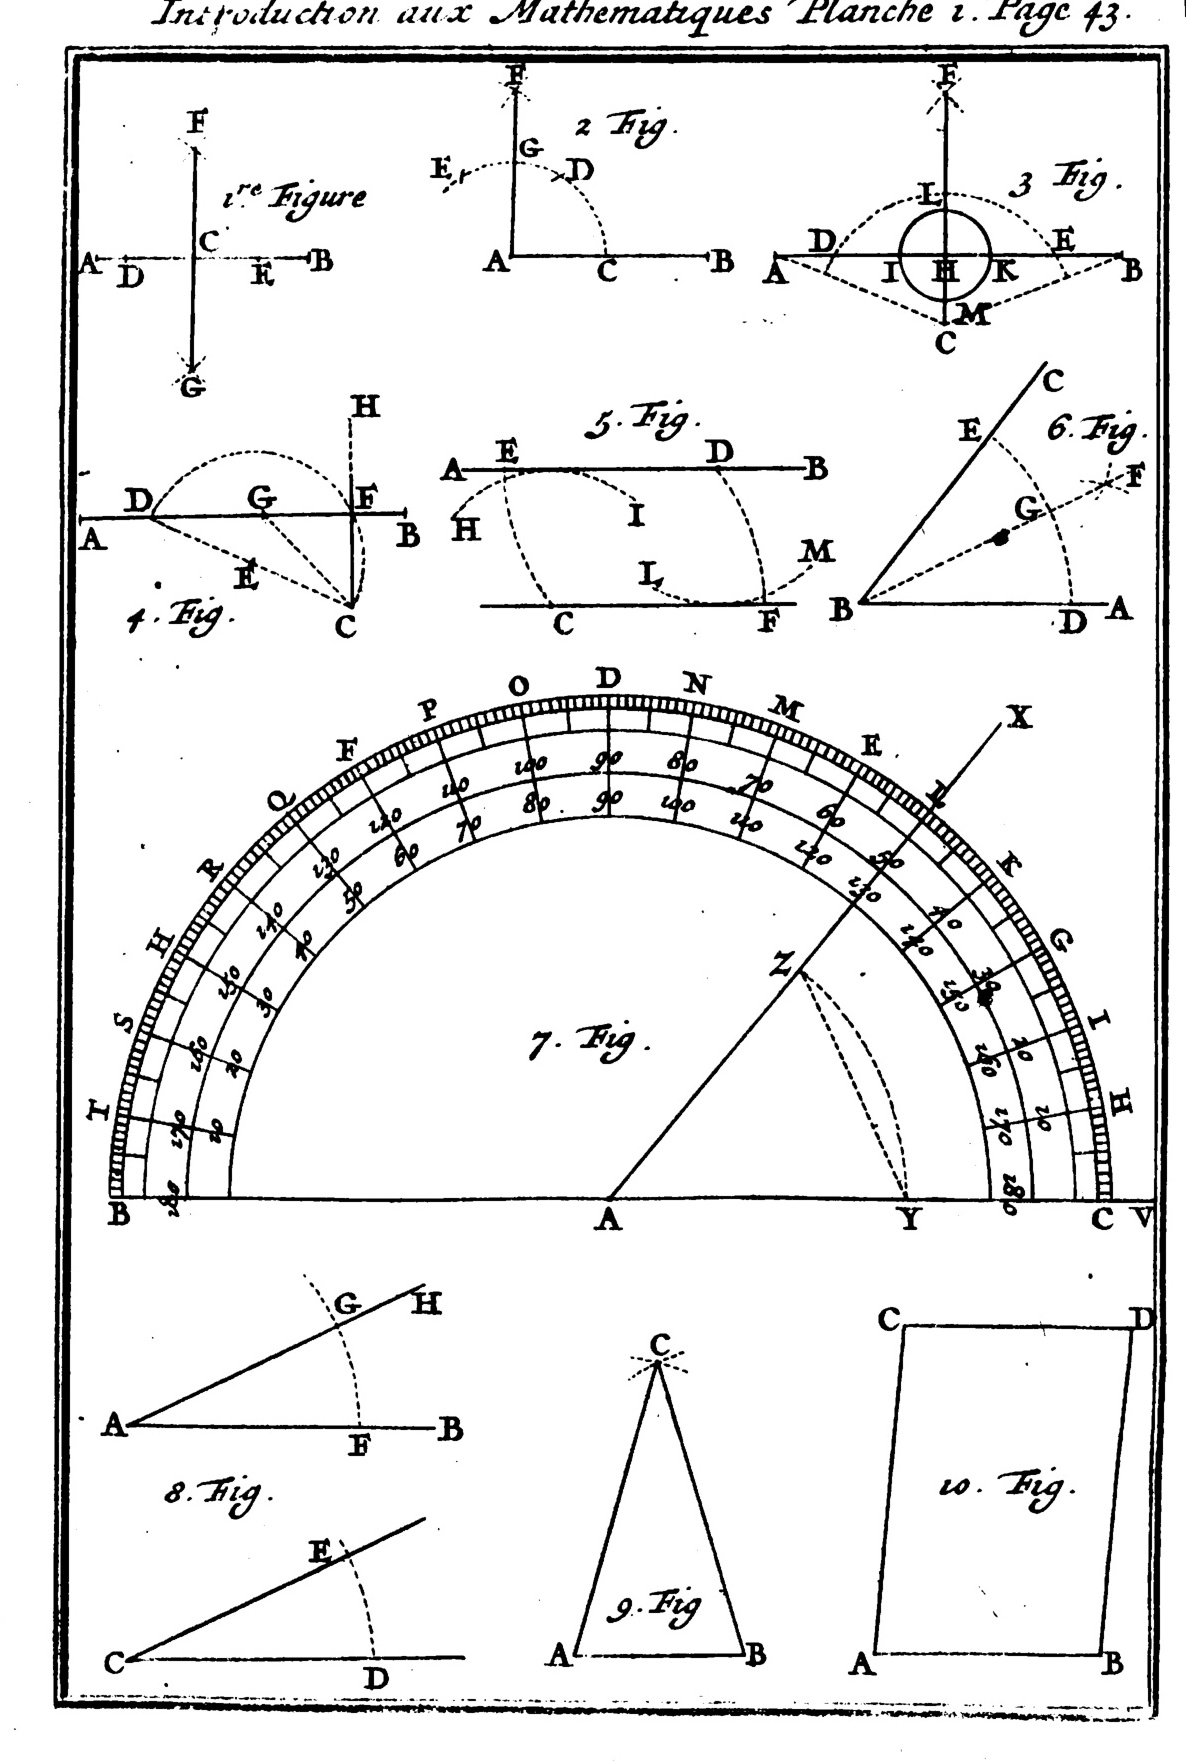 Introduction aux Mathematiques Planche 1. Page 43.
F
1.re Figure
A D C E B
G
F
2 Fig.
E G D
A C B
F
3 Fig.
L
D E
A I H K B
M
C
H
D G F
A B
E
4. Fig.
C
5. Fig.
A E D B
H I
L M
C F
C
E
6. Fig.
F
G
B D A
T S H R Q F P O D N M E L K G I H
X
180 170 160 150 140 130 120 110 100 90 80 70 60 50 40 30 20 10
10 20 30 40 50 60 70 80 90 100 110 120 130 140 150 160 170 180
Z
7. Fig.
B A Y C V
G H
A F B
8. Fig.
E
C D
C
9. Fig
A B
C D
10. Fig.
A B